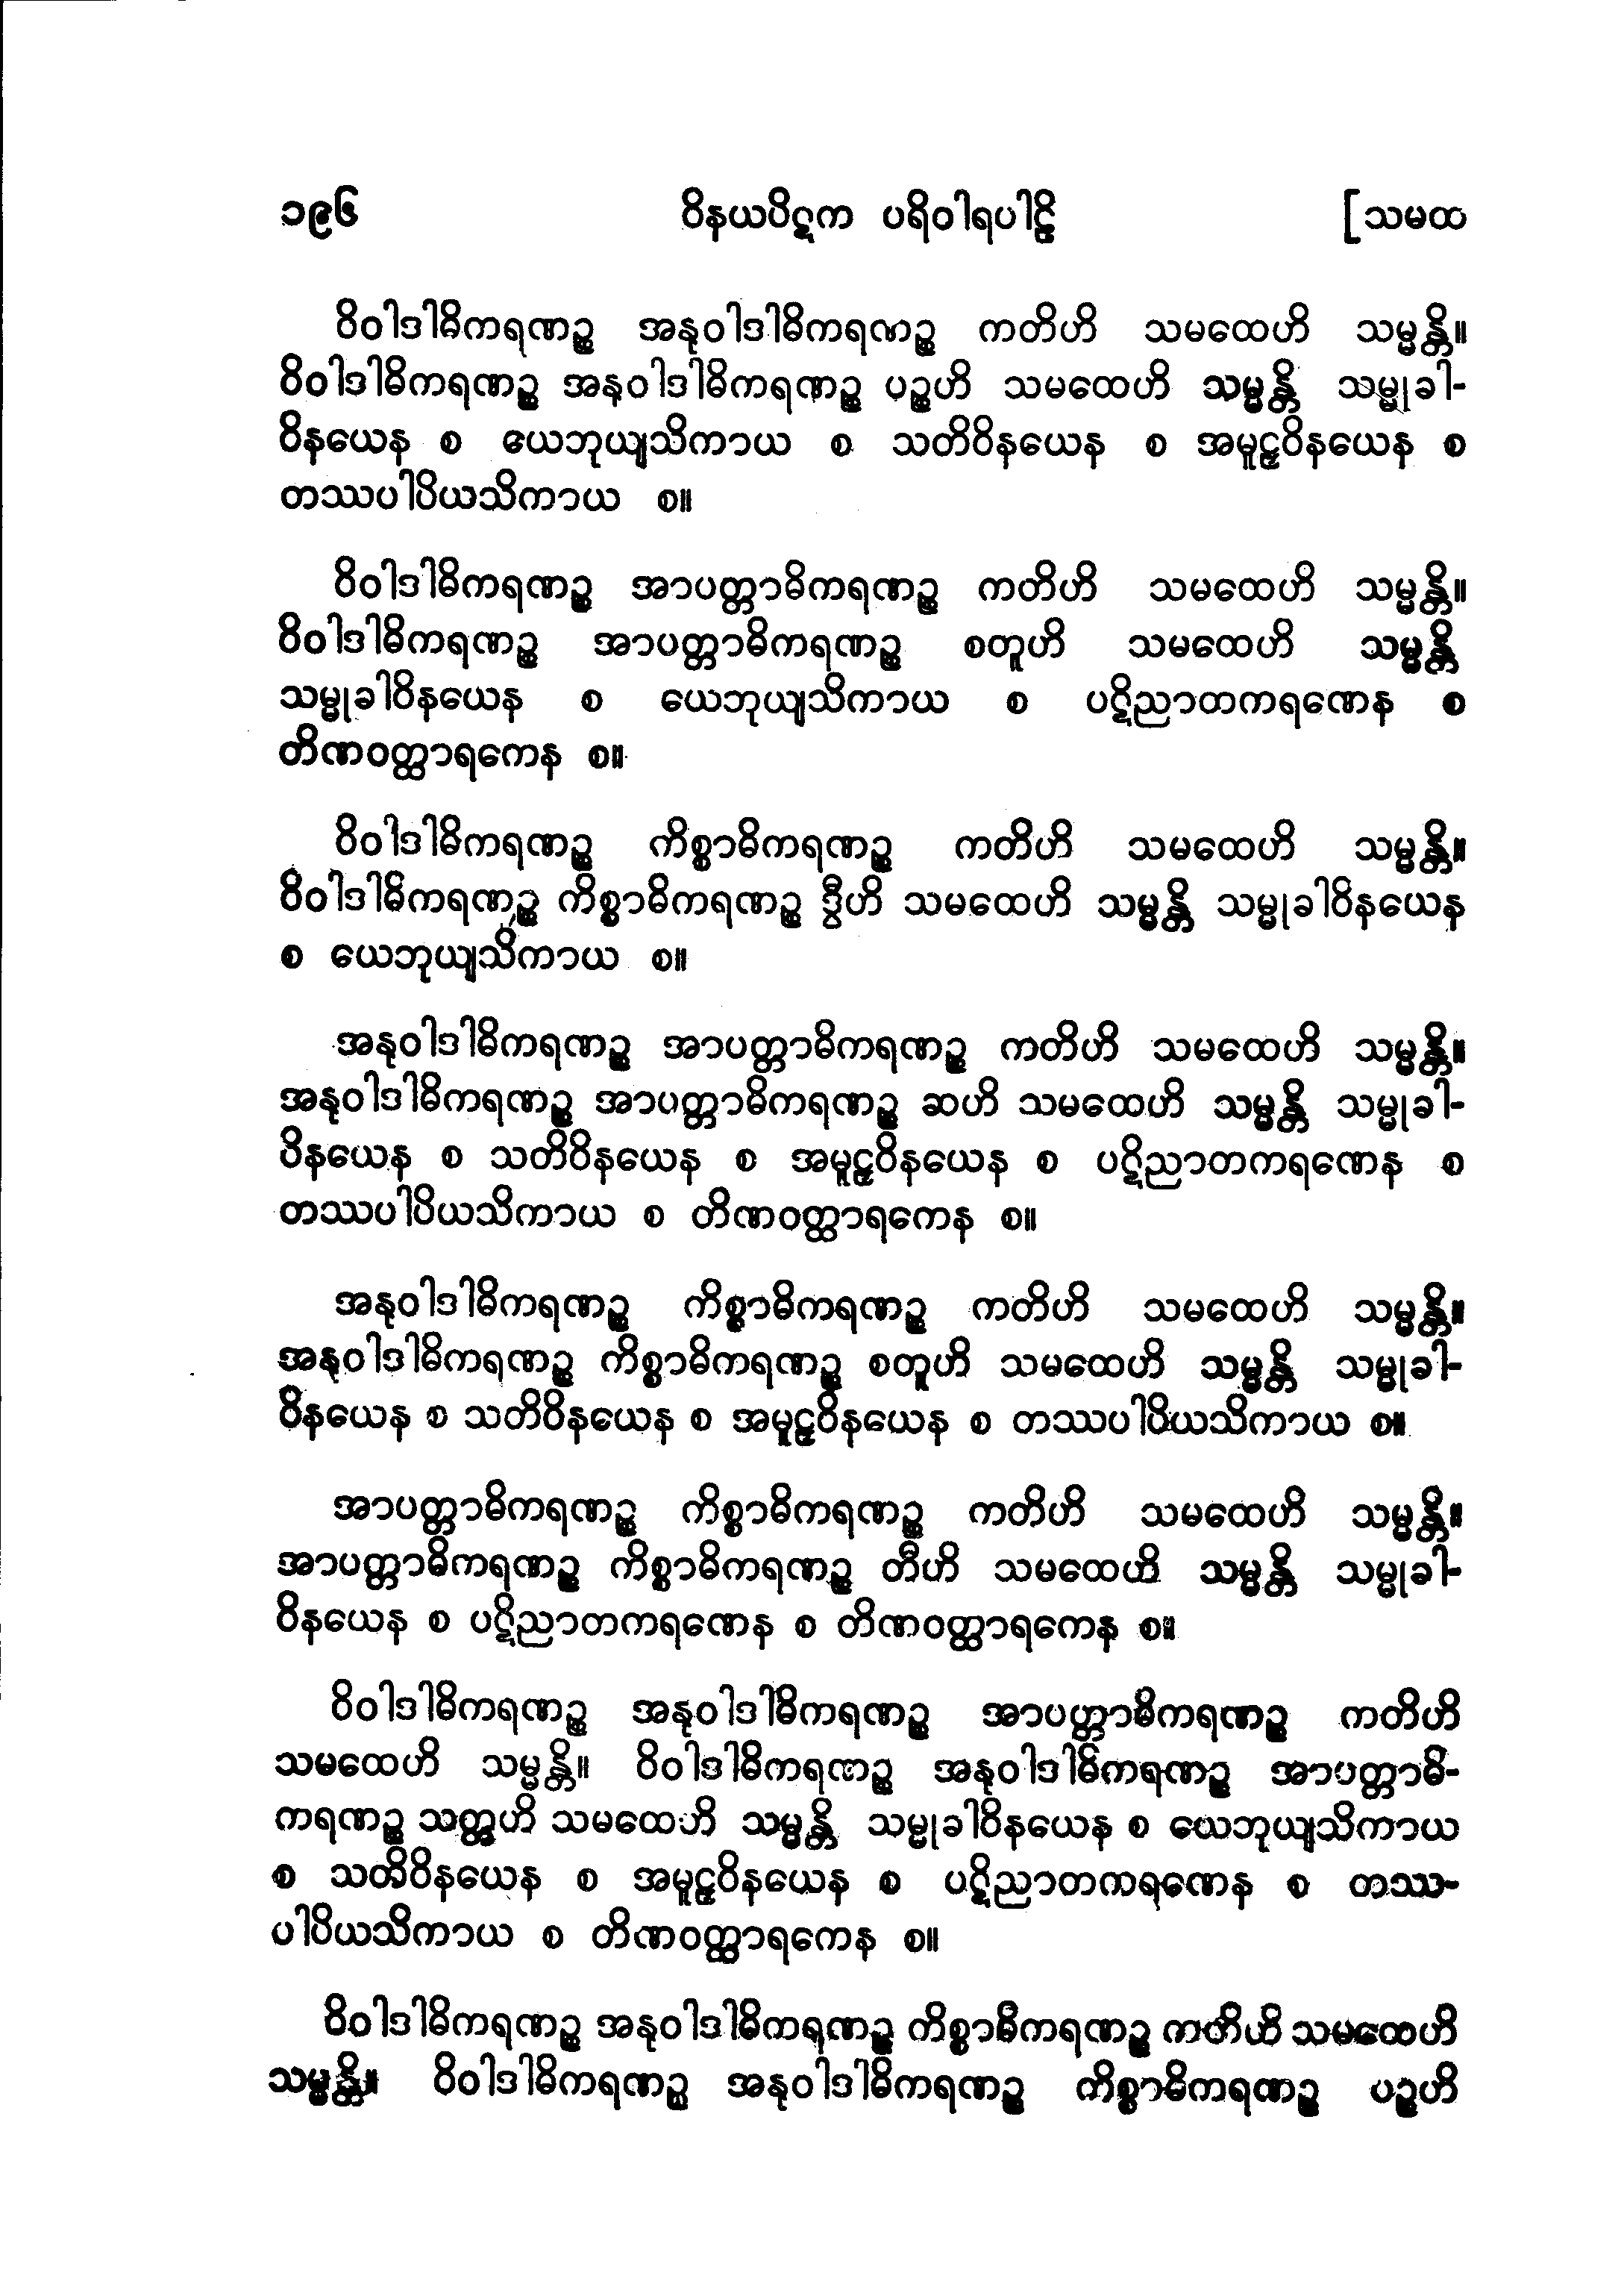 ၁၉၆ ဝိနယပိဋက ပရိဝါရပါဠိ [သမထ
ဝိဝါဒါဓိကရဏဉ္စ အနုဝါဒါဓိကရဏဉ္စ ကတိဟိ သမထေဟိ သမ္မန္တိ။
ဝိဝါဒါဓိကရဏဉ္စ အနုဝါဒါဓိကရဏဉ္စ ပဉ္စဟိ သမထေဟိ သမ္မန္တိ သမ္မုခါ-
ဝိနယေန စ ယေဘုယျသိကာယ စ သတိဝိနယေန စ အမူဠှဝိနယေန စ
တဿပါပိယသိကာယ စ။
ဝိဝါဒါဓိကရဏဉ္စ အာပတ္တာဓိကရဏဉ္စ ကတိဟိ သမထေဟိ သမ္မန္တိ။
ဝိဝါဒါဓိကရဏဉ္စ အာပတ္တာဓိကရဏဉ္စ စတူဟိ သမထေဟိ သမ္မန္တိ
သမ္မုခါဝိနယေန စ ယေဘုယျသိကာယ စ ပဋိညာတကရဏေန စ
တိဏဝတ္ထာရကေန စ။
ဝိဝါဒါဓိကရဏဉ္စ ကိစ္စာဓိကရဏဉ္စ ကတိဟိ သမထေဟိ သမ္မန္တိ။
ဝိဝါဒါဓိကရဏဉ္စ ကိစ္စာဓိကရဏဉ္စ ဒွီဟိ သမထေဟိ သမ္မန္တိ သမ္မုခါဝိနယေန
စ ယေဘုယျသိကာယ စ။
အနုဝါဒါဓိကရဏဉ္စ အာပတ္တာဓိကရဏဉ္စ ကတိဟိ သမထေဟိ သမ္မန္တိ။
အနုဝါဒါဓိကရဏဉ္စ အာပတ္တာဓိကရဏဉ္စ ဆဟိ သမထေဟိ သမ္မန္တိ သမ္မုခါ-
ဝိနယေန စ သတိဝိနယေန စ အမူဠှဝိနယေန စ ပဋိညာတကရဏေန စ
တဿပါပိယသိကာယ စ တိဏဝတ္ထာရကေန စ။
အနုဝါဒါဓိကရဏဉ္စ ကိစ္စာဓိကရဏဉ္စ ကတိဟိ သမထေဟိ သမ္မန္တိ။
အနုဝါဒါဓိကရဏဉ္စ ကိစ္စာဓိကရဏဉ္စ စတူဟိ သမထေဟိ သမ္မန္တိ သမ္မုခါ-
ဝိနယေန စ သတိဝိနယေန စ အမူဠှဝိနယေန စ တဿပါပိယသိကာယ စ။
အာပတ္တာဓိကရဏဉ္စ ကိစ္စာဓိကရဏဉ္စ ကတိဟိ သမထေဟိ သမ္မန္တိ။
အာပတ္တာဓိကရဏဉ္စ ကိစ္စာဓိကရဏဉ္စ တီဟိ သမထေဟိ သမ္မန္တိ သမ္မုခါ-
ဝိနယေန စ ပဋိညာတကရဏေန စ တိဏဝတ္ထာရကေန စ။
ဝိဝါဒါဓိကရဏဉ္စ အနုဝါဒါဓိကရဏဉ္စ အာပတ္တာဓိကရဏဉ္စ ကတိဟိ
သမထေဟိ သမ္မန္တိ။ ဝိဝါဒါဓိကရဏဉ္စ အနုဝါဒါဓိကရဏဉ္စ အာပတ္တာဓိ-
ကရဏဉ္စ သတ္တဟိ သမထေဟိ သမ္မန္တိ သမ္မုခါဝိနယေန စ ယေဘုယျသိကာယ
စ သတိဝိနယေန စ အမူဠှဝိနယေန စ ပဋိညာတကရဏေန စ တဿ-
ပါပိယသိကာယ စ တိဏဝတ္ထာရကေန စ။
ဝိဝါဒါဓိကရဏဉ္စ အနုဝါဒါဓိကရဏဉ္စ ကိစ္စာဓိကရဏဉ္စ ကတိဟိ သမထေဟိ
သမ္မန္တိ။ ဝိဝါဒါဓိကရဏဉ္စ အနုဝါဒါဓိကရဏဉ္စ ကိစ္စာဓိကရဏဉ္စ ပဉ္စဟိ